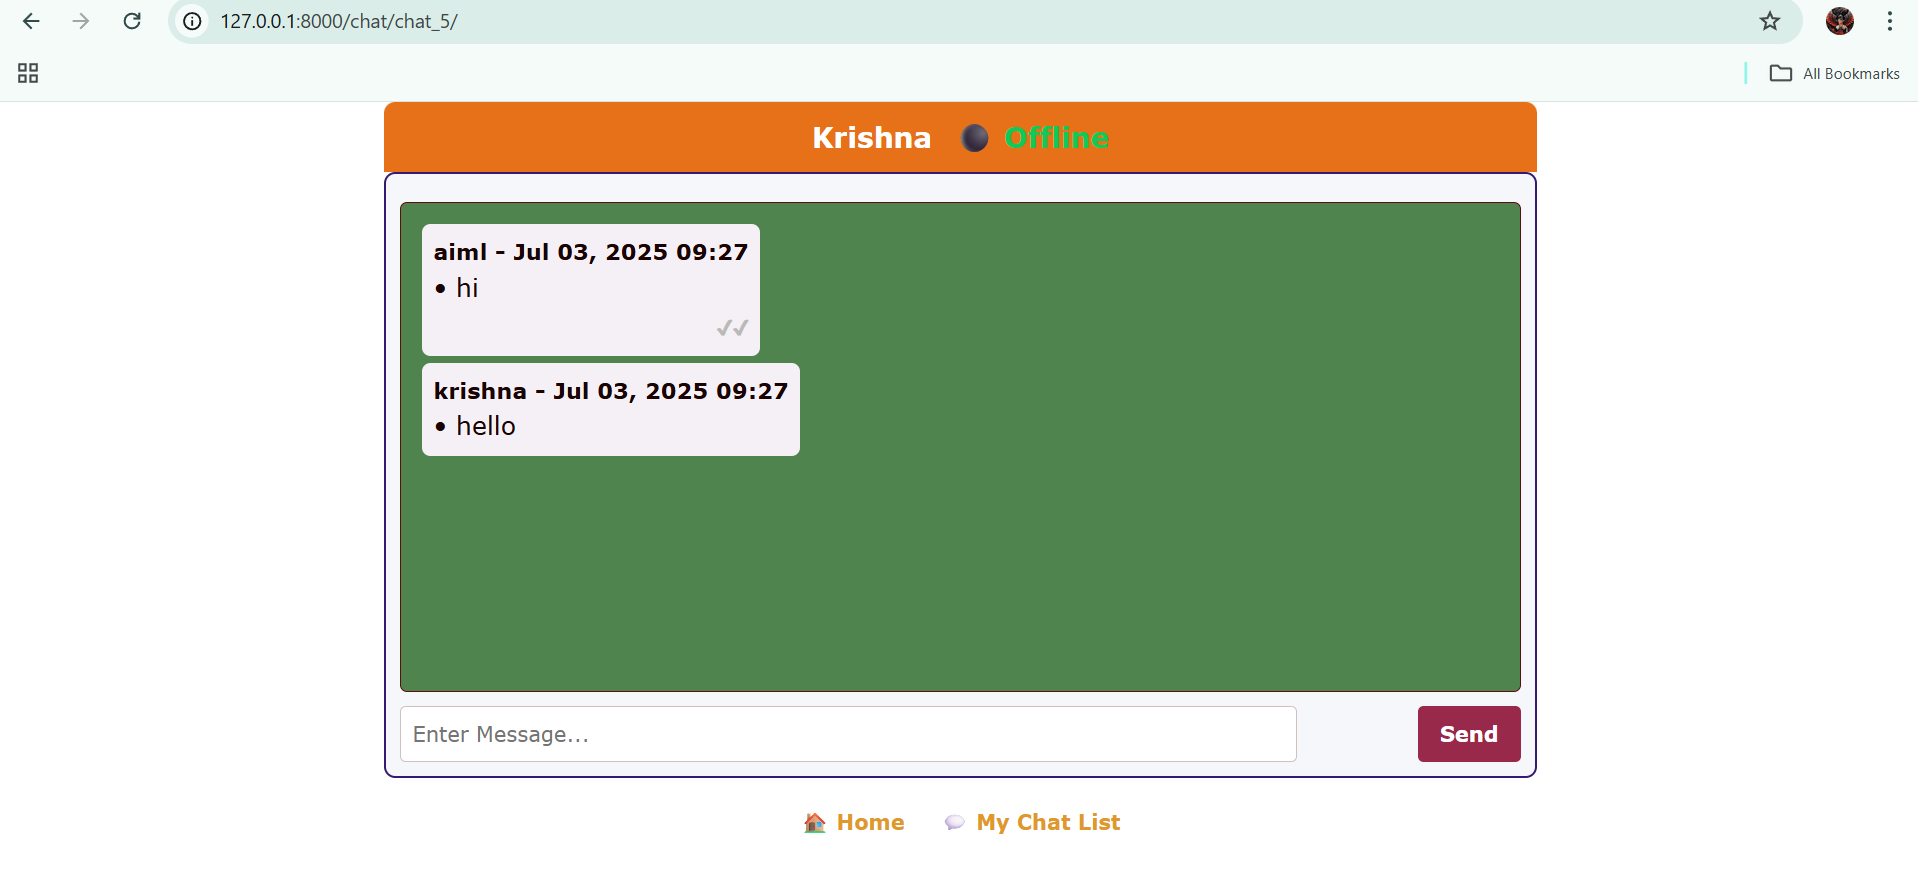 127.0.0.1:8000/chat/chat_5/
All Bookmarks
Krishna Offline
aiml - Jul 03, 2025 09:27
• hi
krishna - Jul 03, 2025 09:27
• hello
Enter Message...
Send
Home My Chat List